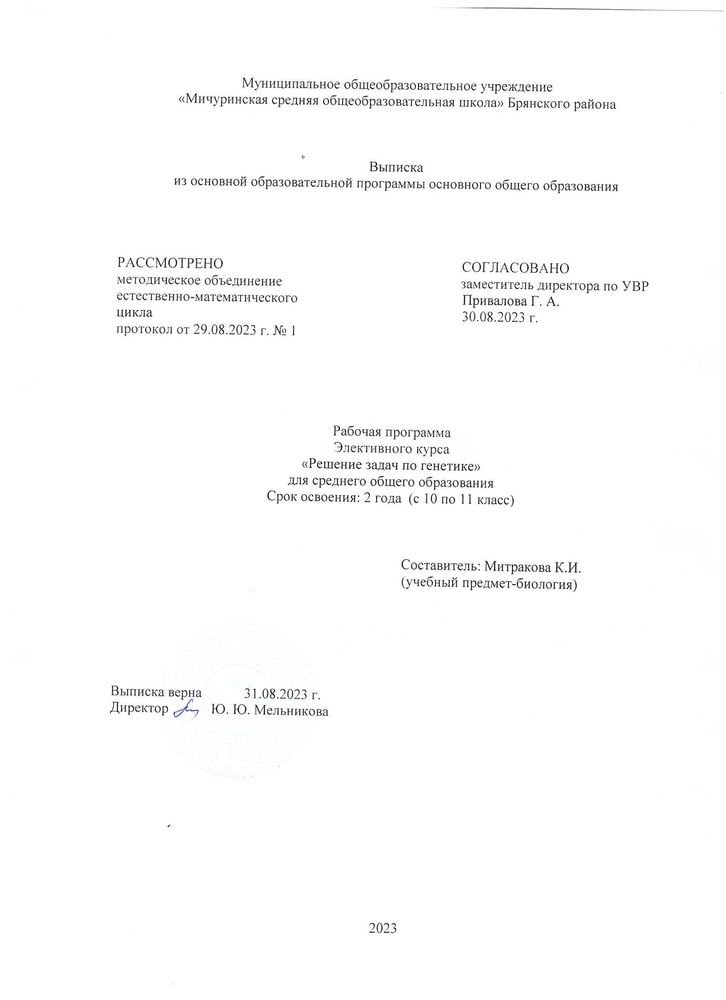 Муниципальное общеобразовательное учреждение
«Мичуринская средняя общеобразовательная школа» Брянского района
Выписка
из основной образовательной программы основного общего образования
РАССМОТРЕНО
методическое объединение
естественно-математического
цикла
протокол от 29.08.2023 г. № 1
СОГЛАСОВАНО
заместитель директора по УВР
Привалова Г. А.
30.08.2023 г.
Рабочая программа
Элективного курса
«Решение задач по генетике»
для среднего общего образования
Срок освоения: 2 года  (с 10 по 11 класс)
Составитель: Митракова К.И.
(учебный предмет-биология)
Выписка верна 31.08.2023 г.
Директор Ю. Ю. Мельникова
2023